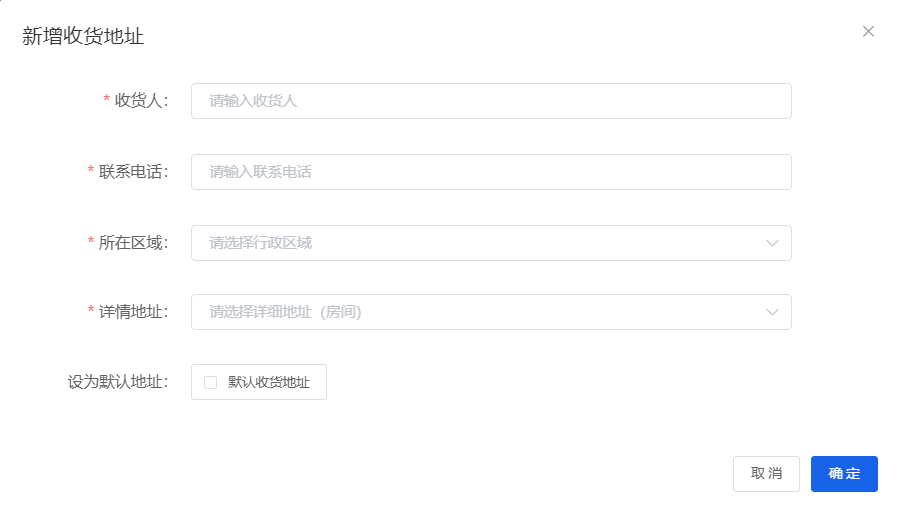 新增收货地址
* 收货人： 请输入收货人
* 联系电话： 请输入联系电话
* 所在区域： 请选择行政区域
* 详情地址： 请选择详细地址（房间）
设为默认地址： 默认收货地址
取 消 确 定